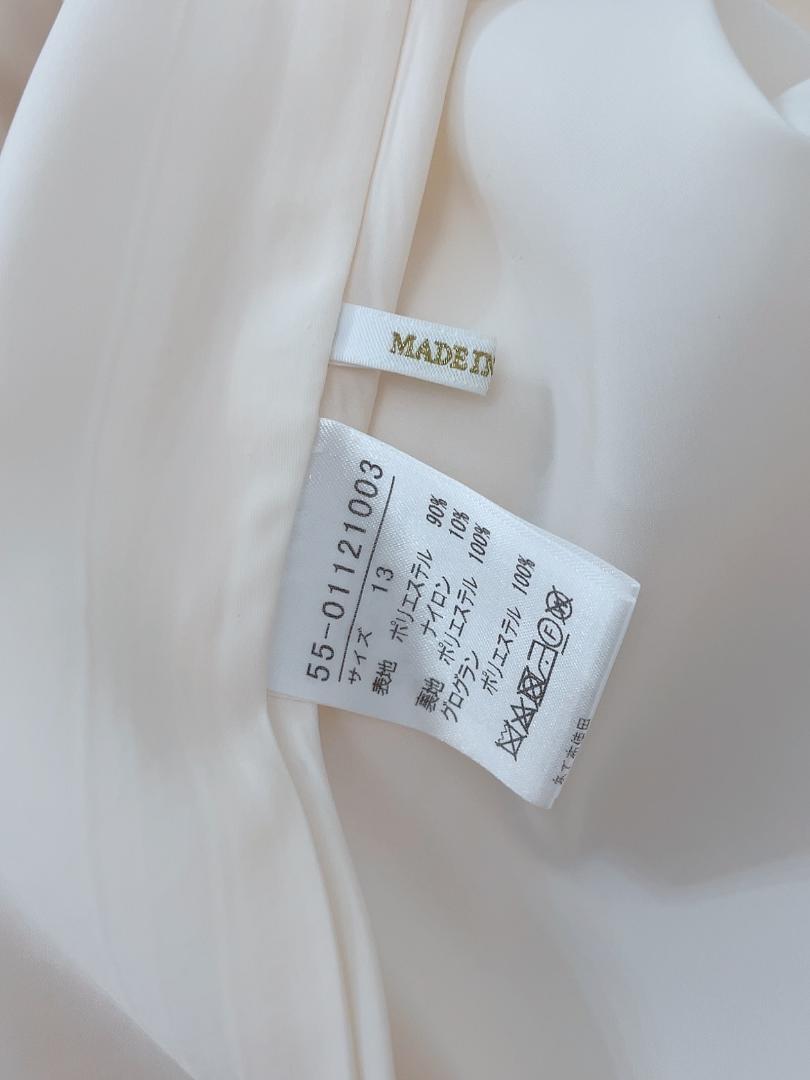 MADE IN
55-01121003
サイズ 13
表地 ポリエステル 90%
ナイロン 10%
裏地 ポリエステル 100%
グログラン
ポリエステル 100%